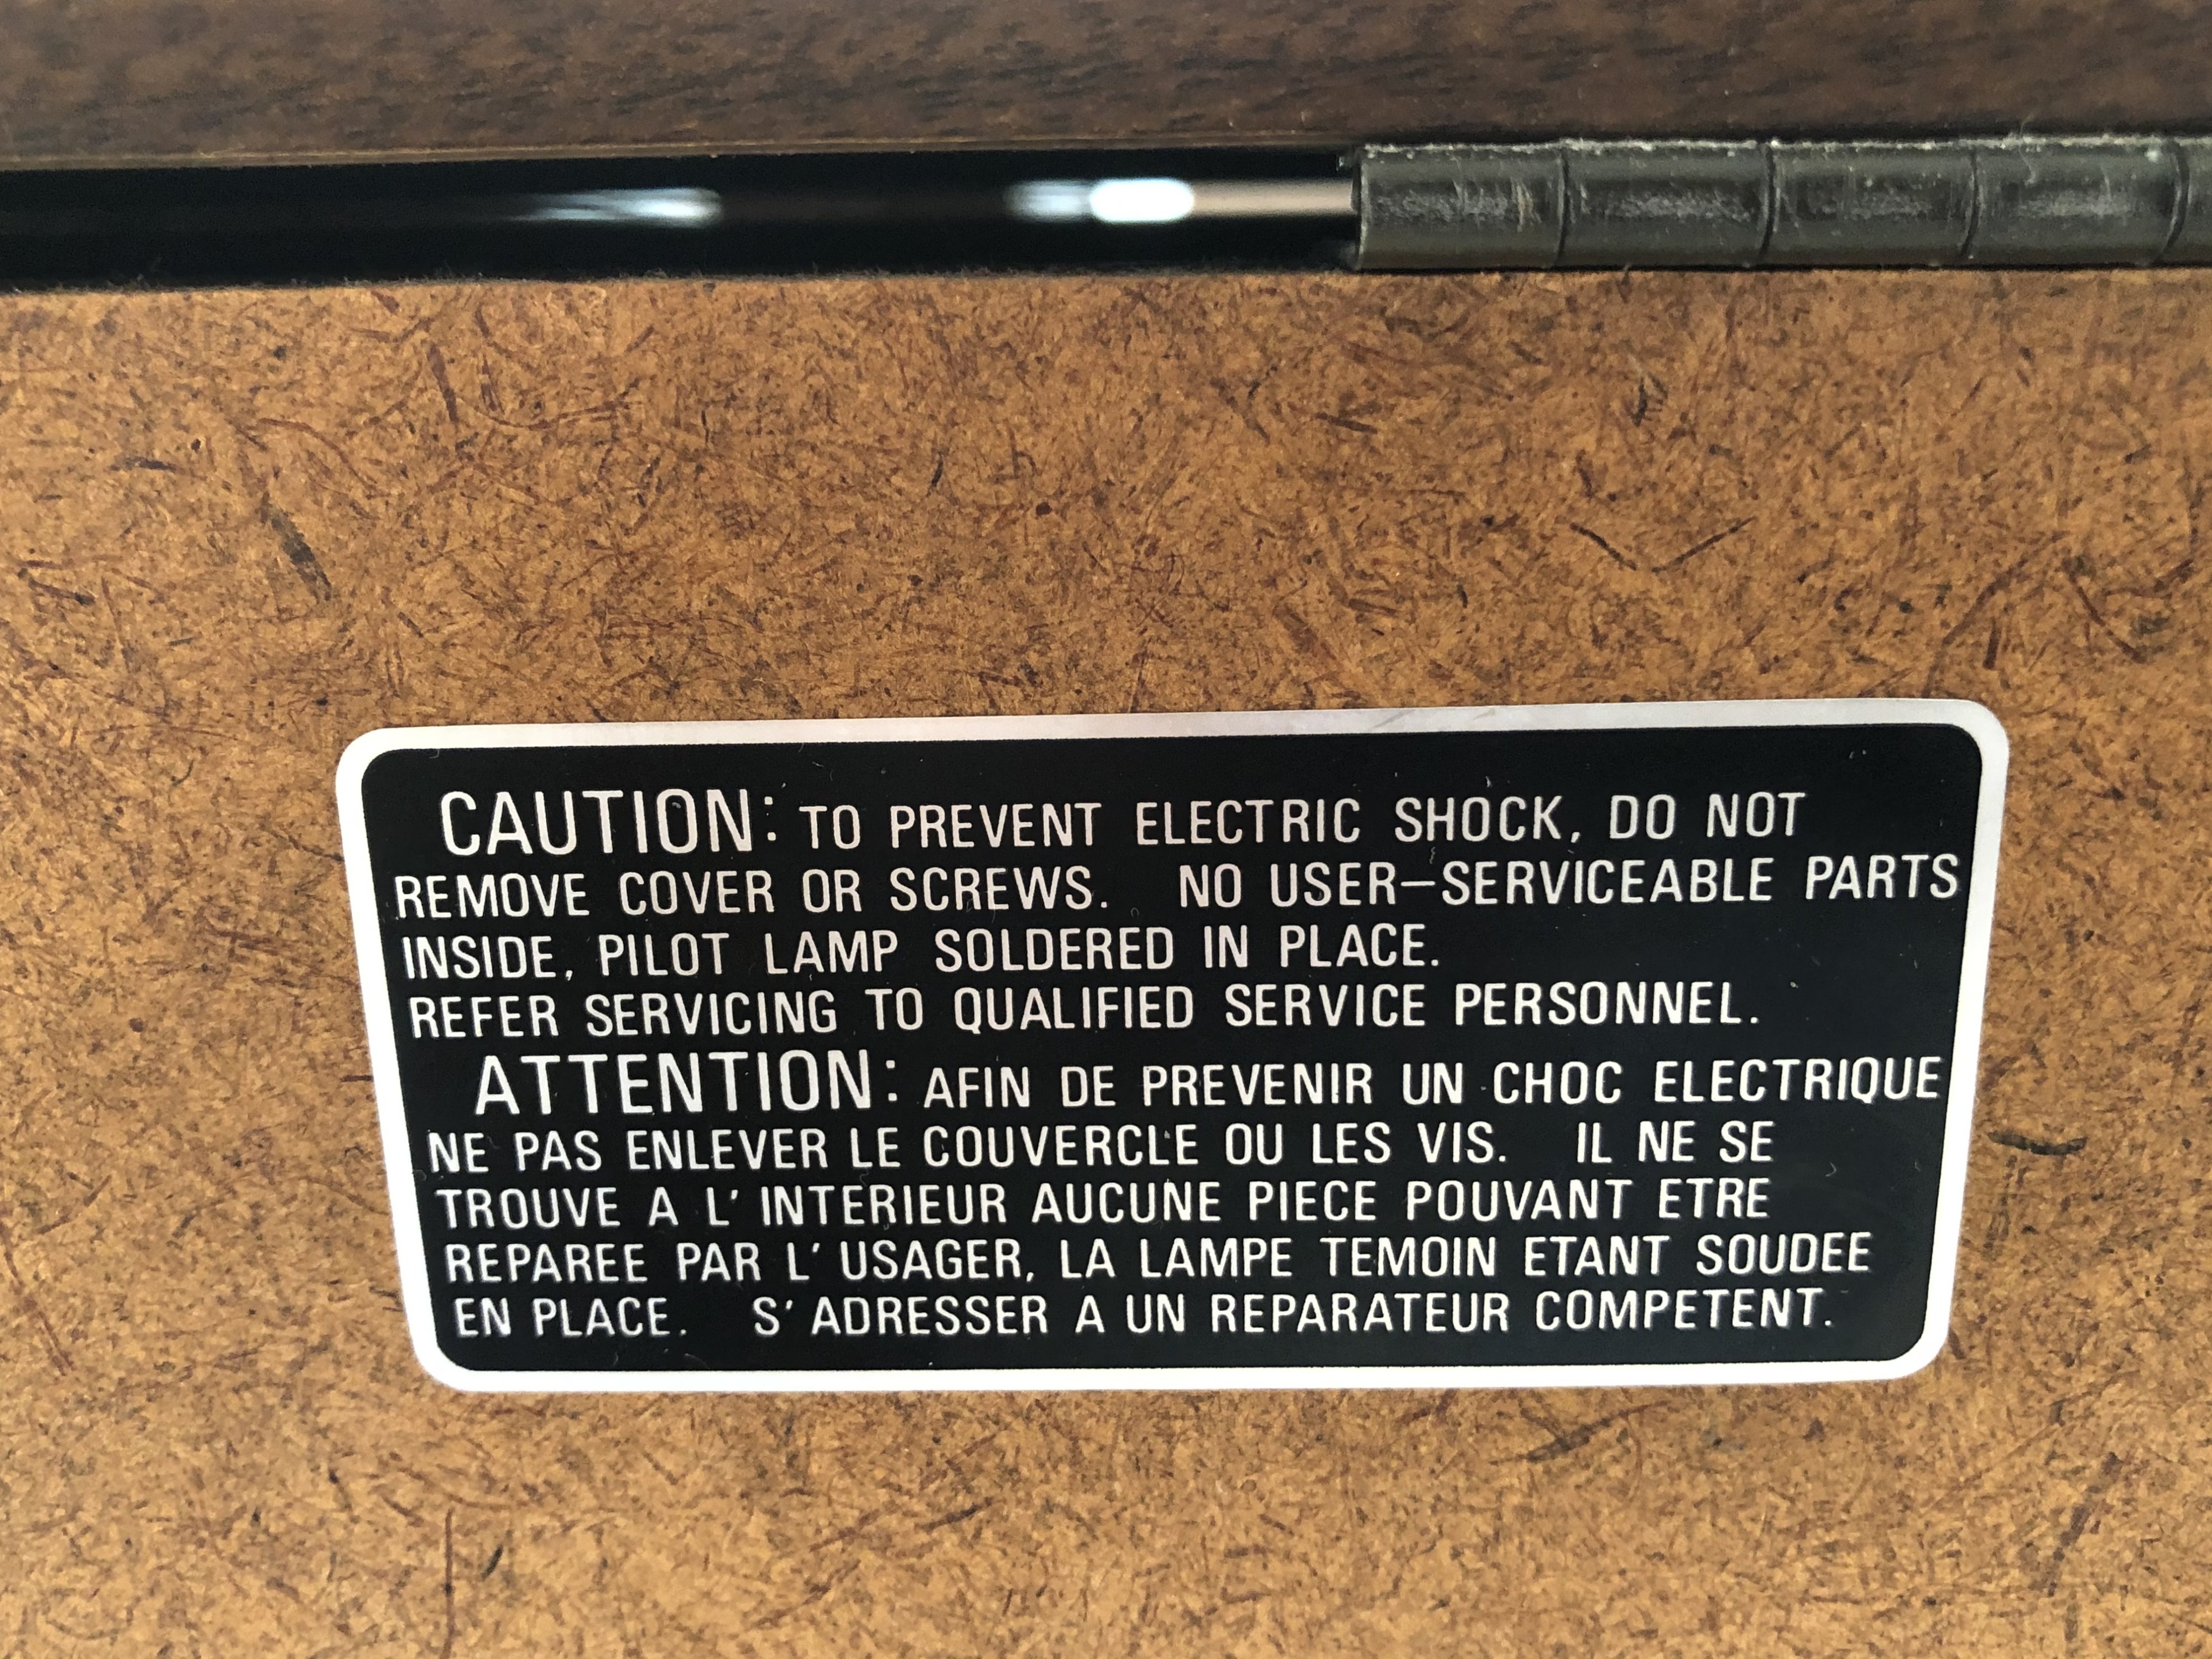 CAUTION: TO PREVENT ELECTRIC SHOCK, DO NOT
REMOVE COVER OR SCREWS. NO USER-SERVICEABLE PARTS
INSIDE, PILOT LAMP SOLDERED IN PLACE.
REFER SERVICING TO QUALIFIED SERVICE PERSONNEL.
ATTENTION: AFIN DE PREVENIR UN CHOC ELECTRIQUE
NE PAS ENLEVER LE COUVERCLE OU LES VIS. IL NE SE
TROUVE A L' INTERIEUR AUCUNE PIECE POUVANT ETRE
REPAREE PAR L' USAGER, LA LAMPE TEMOIN ETANT SOUDEE
EN PLACE. S' ADRESSER A UN REPARATEUR COMPETENT.